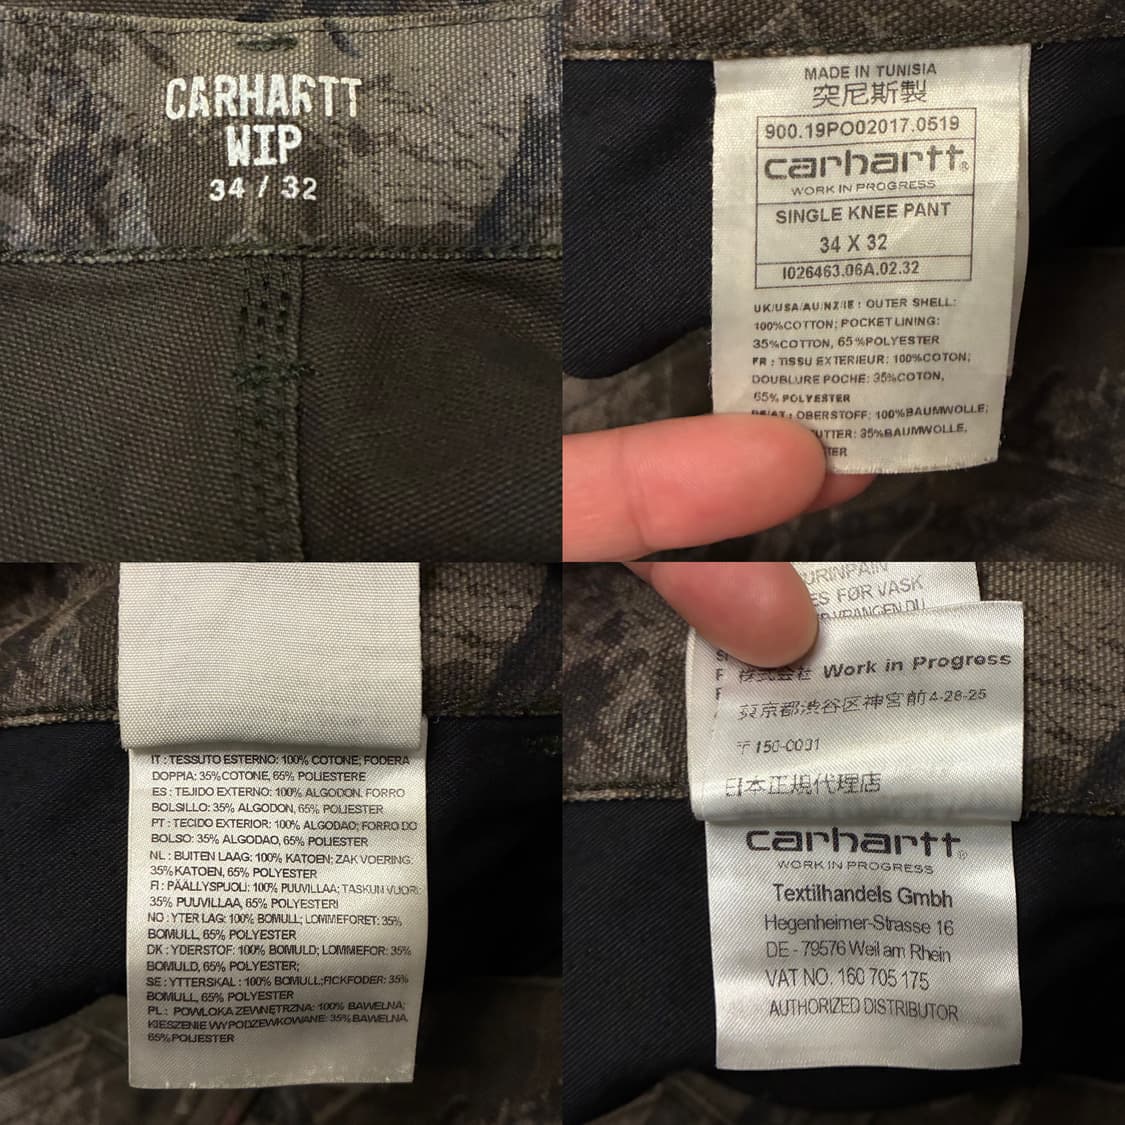 CARHARTT
WIP
34 / 32
MADE IN TUNISIA
突尼斯製
900.19PO02017.0519
carhartt®
WORK IN PROGRESS
SINGLE KNEE PANT
34 X 32
I026463.06A.02.32
UK/USA/AU/NZ/IE : OUTER SHELL:
100%COTTON; POCKET LINING:
35%COTTON, 65%POLYESTER
FR : TISSU EXTERIEUR: 100%COTON;
DOUBLURE POCHE: 35%COTON,
65% POLYESTER
DE/AT : OBERSTOFF: 100%BAUMWOLLE;
35%BAUMWOLLE,
IT : TESSUTO ESTERNO: 100% COTONE; FODERA
DOPPIA: 35%COTONE, 65% POLIESTERE
ES : TEJIDO EXTERNO: 100% ALGODON. FORRO
BOLSILLO: 35% ALGODON, 65% POLIESTER
PT : TECIDO EXTERIOR: 100% ALGODAO; FORRO DO
BOLSO: 35% ALGODAO, 65% POLIESTER
NL : BUITEN LAAG: 100% KATOEN; ZAK VOERING:
35%KATOEN, 65% POLYESTER
FI : PÄÄLLYSPUOLI: 100% PUUVILLAA; TASKUN VUORI:
35% PUUVILLAA, 65% POLYESTERI
NO : YTER LAG: 100% BOMULL; LOMMEFORET: 35%
BOMULL, 65% POLYESTER
DK : YDERSTOF: 100% BOMULD; LOMMEFOR: 35%
BOMULD, 65% POLYESTER;
SE : YTTERSKAL : 100% BOMULL;FICKFODER: 35%
BOMULL, 65% POLYESTER
PL : POWLOKA ZEWNĘTRZNA: 100% BAWELNA;
KIESZENIE WYPODZEWKOWANE: 35% BAWELNA,
65%POLIESTER
FØR VASK
株式会社 Work in Progress
東京都渋谷区神宮前4-28-25
〒150-0001
日本正規代理店
carhartt®
WORK IN PROGRESS
Textilhandels Gmbh
Hegenheimer-Strasse 16
DE - 79576 Weil am Rhein
VAT NO. 160 705 175
AUTHORIZED DISTRIBUTOR